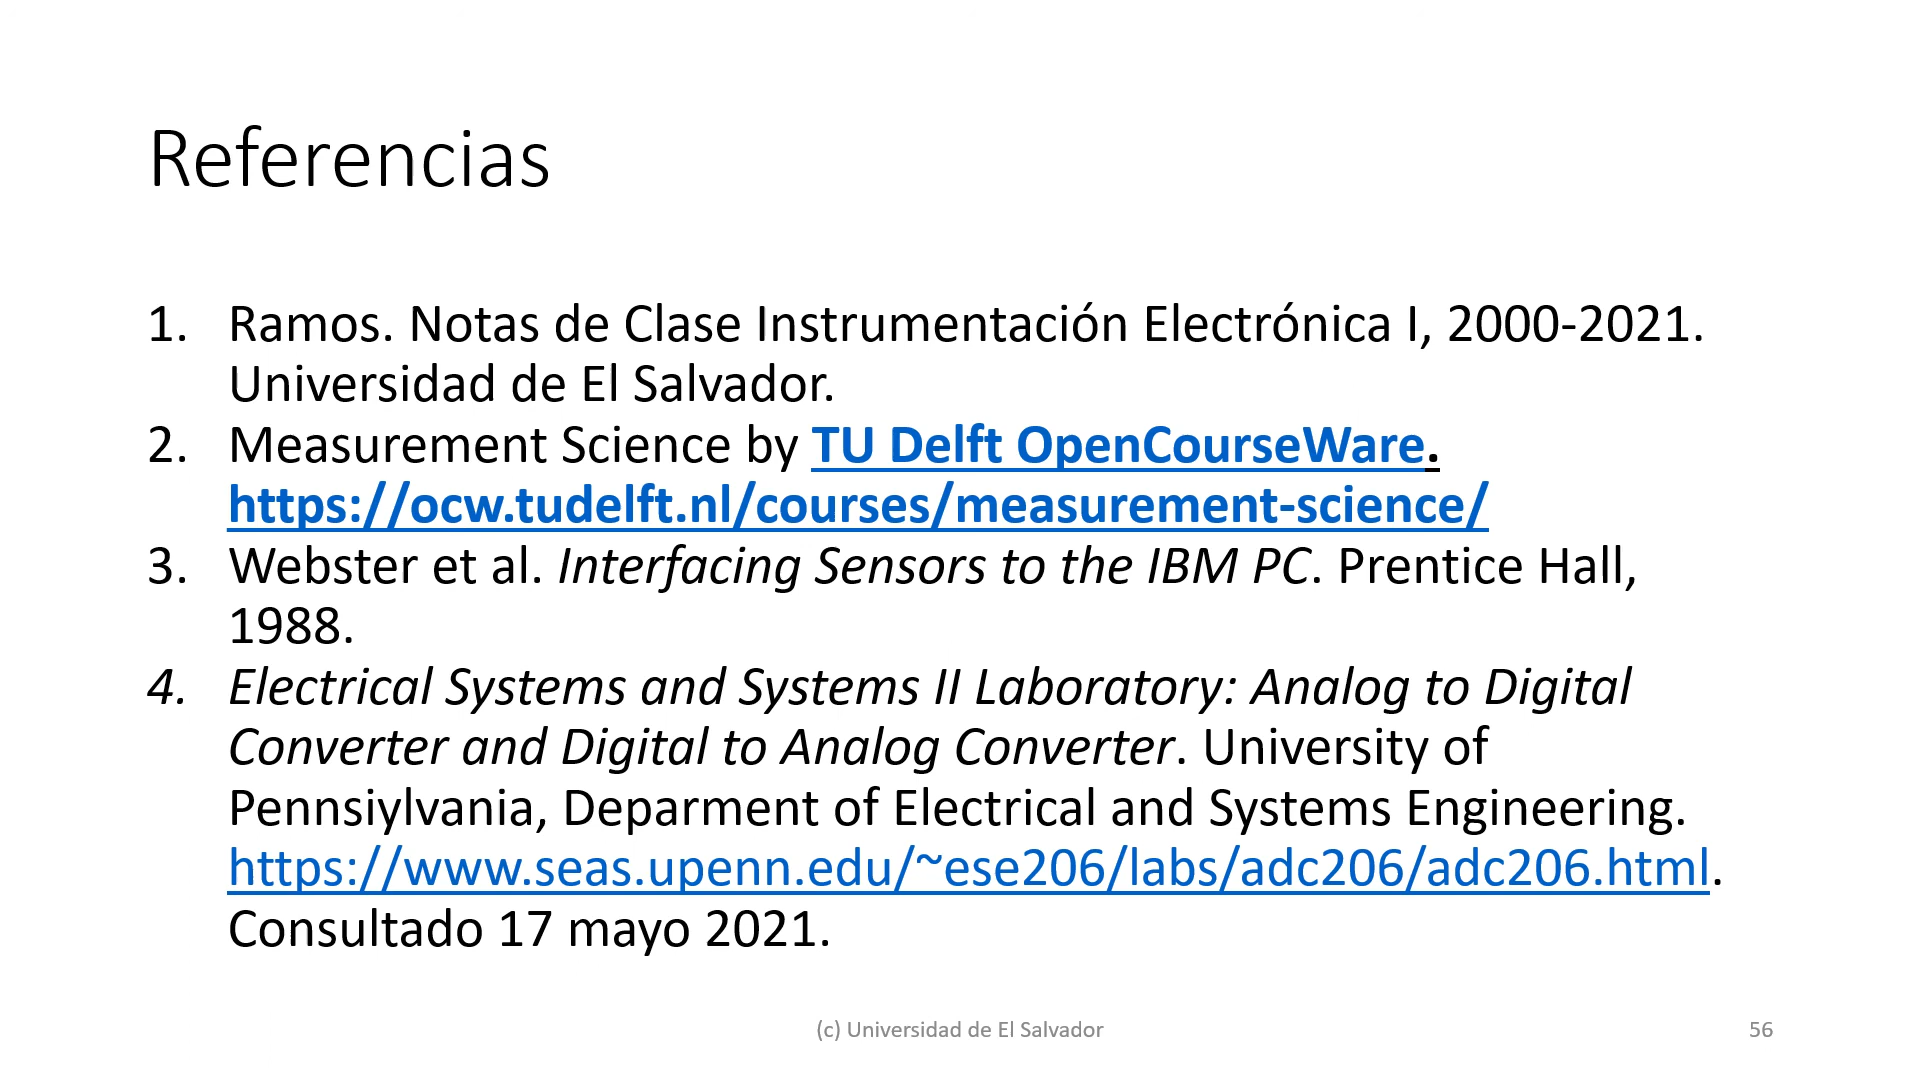 Referencias
1. Ramos. Notas de Clase Instrumentación Electrónica I, 2000-2021.
Universidad de El Salvador.
2. Measurement Science by TU Delft OpenCourseWare.
https://ocw.tudelft.nl/courses/measurement-science/
3. Webster et al. Interfacing Sensors to the IBM PC. Prentice Hall,
1988.
4. Electrical Systems and Systems II Laboratory: Analog to Digital
Converter and Digital to Analog Converter. University of
Pennsiylvania, Deparment of Electrical and Systems Engineering.
https://www.seas.upenn.edu/~ese206/labs/adc206/adc206.html.
Consultado 17 mayo 2021.
(c) Universidad de El Salvador
56